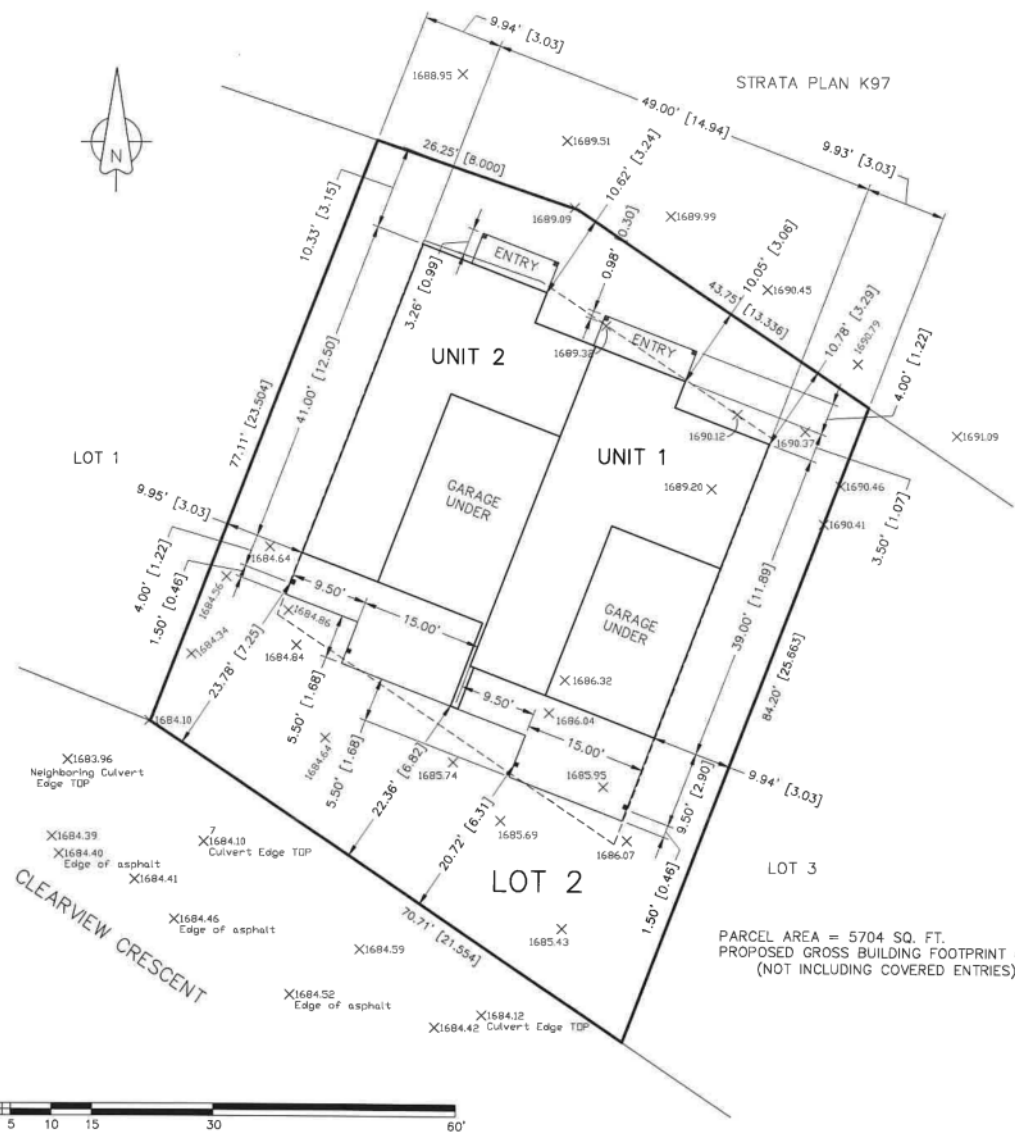 9.94' [3.03]
1688.95
STRATA PLAN K97
49.00' [14.94]
N
1689.51
9.93' [3.03]
26.25' [8.000]
10.62' [3.24]
1689.09
1689.99
10.33' [3.15]
ENTRY
0.98'
10.05' [3.06]
1690.45
3.26' [0.99]
43.75' [13.336]
10.78' [3.29]
1690.79
UNIT 2
1689.32
ENTRY
4.00' [1.22]
41.00' [12.50]
77.11' [23.504]
1690.12
1690.37
1691.09
LOT 1
UNIT 1
1689.20
1690.46
GARAGE
UNDER
3.50' [1.07]
1690.41
9.95' [3.03]
1684.64
4.00' [1.22]
1684.56
9.50'
15.00'
1.50' [0.46]
1684.86
GARAGE
UNDER
39.00' [11.89]
1684.34
1684.84
23.78' [7.25]
1686.32
84.20' [25.663]
5.50' [1.68]
9.50'
1686.04
1684.10
15.00'
1684.64
1683.96
Neighboring Culvert
Edge TOP
5.50' [1.68]
1685.74
22.36' [6.82]
1685.95
9.50' [2.90]
9.94' [3.03]
20.72' [6.31]
1685.69
1686.07
1684.39
7
1684.10
Culvert Edge TOP
1684.40
Edge of asphalt
LOT 3
1684.41
LOT 2
1.50' [0.46]
CLEARVIEW CRESCENT
1684.46
Edge of asphalt
70.71' [21.554]
1685.43
1684.59
PARCEL AREA = 5704 SQ. FT.
PROPOSED GROSS BUILDING FOOTPRINT
(NOT INCLUDING COVERED ENTRIES)
1684.52
Edge of asphalt
1684.12
Culvert Edge TOP
1684.42
5 10 15 30 60'